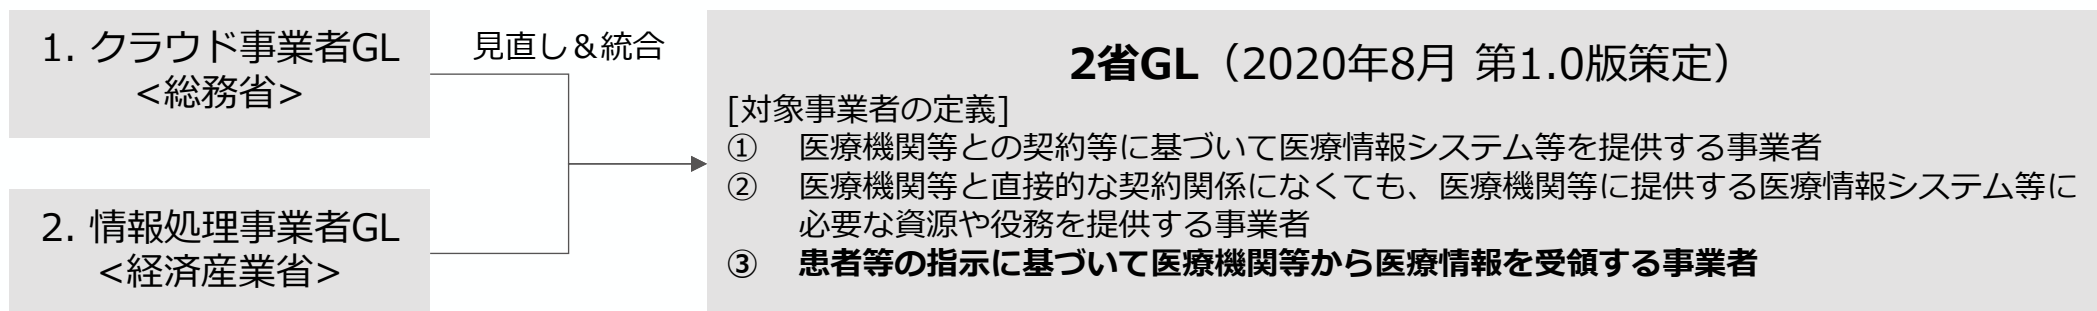 1. クラウド事業者GL
<総務省>
見直し＆統合
2. 情報処理事業者GL
<経済産業省>
2省GL（2020年8月 第1.0版策定）
[対象事業者の定義]
① 医療機関等との契約等に基づいて医療情報システム等を提供する事業者
② 医療機関等と直接的な契約関係になくても、医療機関等に提供する医療情報システム等に
必要な資源や役務を提供する事業者
③ 患者等の指示に基づいて医療機関等から医療情報を受領する事業者